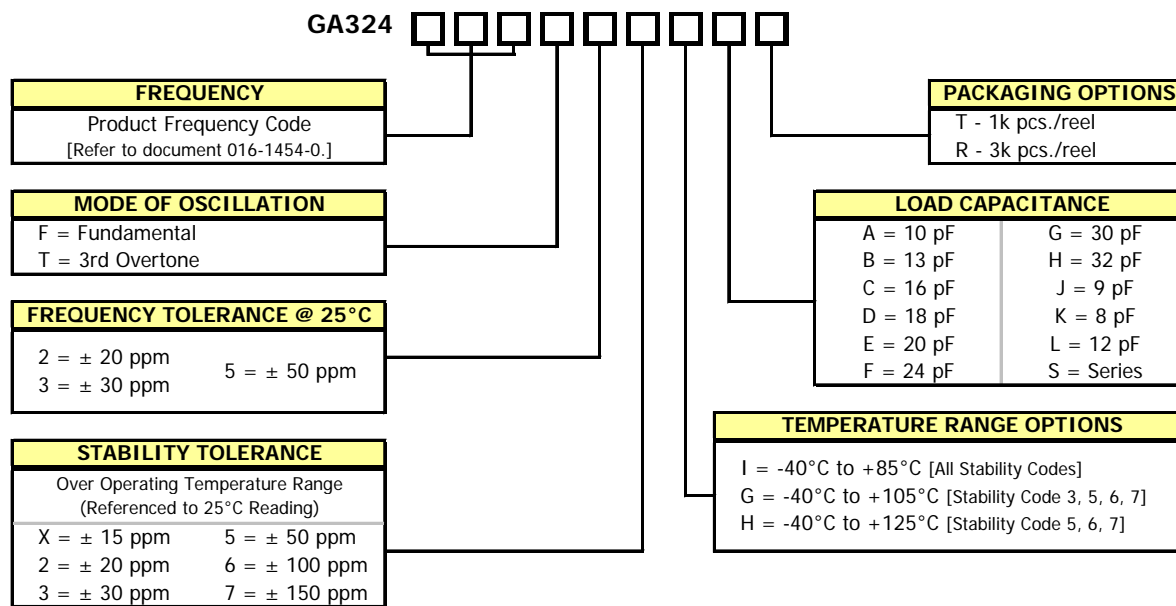 GA324
FREQUENCY
Product Frequency Code
[Refer to document 016-1454-0.]
MODE OF OSCILLATION
F = Fundamental
T = 3rd Overtone
FREQUENCY TOLERANCE @ 25°C
2 = ± 20 ppm
3 = ± 30 ppm
5 = ± 50 ppm
STABILITY TOLERANCE
Over Operating Temperature Range
(Referenced to 25°C Reading)
X = ± 15 ppm
2 = ± 20 ppm
3 = ± 30 ppm
5 = ± 50 ppm
6 = ± 100 ppm
7 = ± 150 ppm
PACKAGING OPTIONS
T - 1k pcs./reel
R - 3k pcs./reel
LOAD CAPACITANCE
A = 10 pF
B = 13 pF
C = 16 pF
D = 18 pF
E = 20 pF
F = 24 pF
G = 30 pF
H = 32 pF
J = 9 pF
K = 8 pF
L = 12 pF
S = Series
TEMPERATURE RANGE OPTIONS
I = -40°C to +85°C [All Stability Codes]
G = -40°C to +105°C [Stability Code 3, 5, 6, 7]
H = -40°C to +125°C [Stability Code 5, 6, 7]